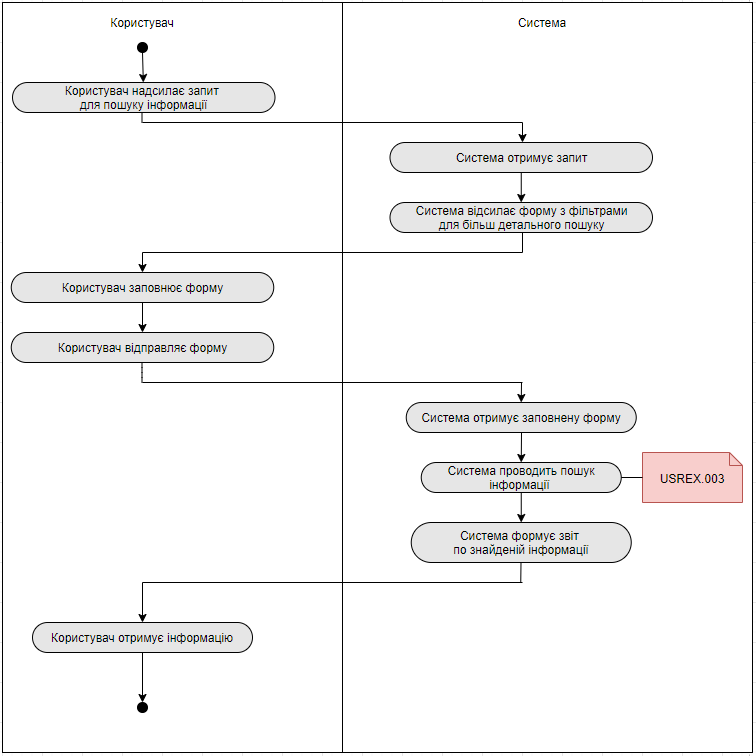 Користувач
Система
Користувач надсилає запит
для пошуку інформації
Система отримує запит
Система відсилає форму з фільтрами
для більш детального пошуку
Користувач заповнює форму
Користувач відправляє форму
Система отримує заповнену форму
Система проводить пошук
інформації
USREX.003
Система формує звіт
по знайденій інформації
Користувач отримує інформацію